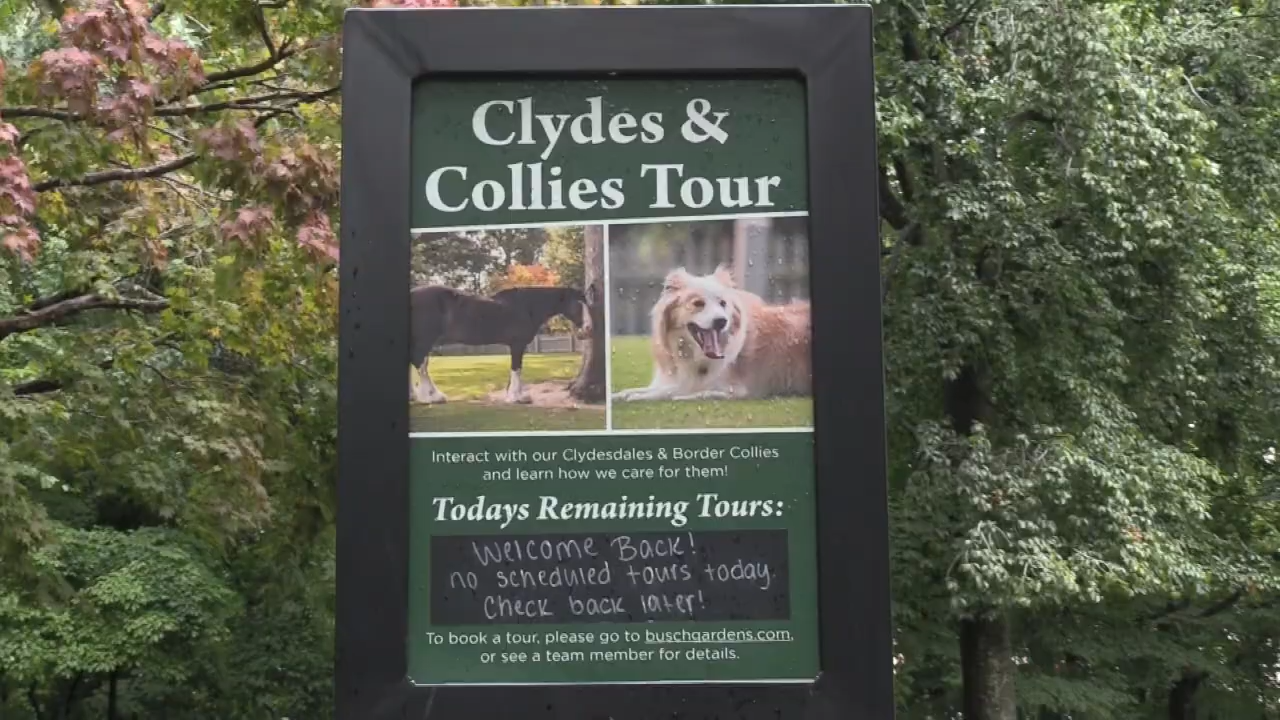 Clydes &
Collies Tour
Interact with our Clydesdales & Border Collies
and learn how we care for them!
Todays Remaining Tours:
Welcome Back!
no scheduled tours today.
Check back later!
To book a tour, please go to buschgardens.com,
or see a team member for details.